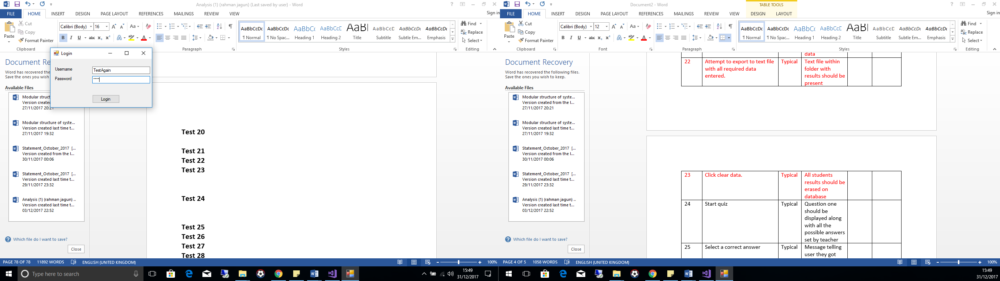 Analysis (1) (rahman jagun) (Last saved by user) - Word
FILE HOME INSERT DESIGN PAGE LAYOUT REFERENCES MAILINGS REVIEW VIEW Sign in
Paste
Cut
Copy
Format Painter
Clipboard
Calibri (Body) 16
Paragraph
AaBbCcDc AaBbCcDc AaBbCc AaBbCcD AaBl AaBbCcD AaBbCcDc AaBbCcDc
¶ Normal ¶ No Spac... Heading 1 Heading 2 Title Subtitle Subtle Em... Emphasis
Styles
Find
Replace
Select
Editing
Login
Username TestAgain
Password ****
Login
Document Re
Word has recovered the
Save the ones you wish
Available Files
Modular struct
Version created
27/11/2017 20:21
Modular structure of syste...
Version created last time t...
27/11/2017 19:32
Statement_October_2017 [...
Version created from the l...
30/11/2017 00:06
Statement_October_2017 [...
Version created last time t...
29/11/2017 23:32
Analysis (1) (rahman jagun) ..
Version created last time t...
03/12/2017 22:52
Which file do I want to save?
Close
Test 20
Test 21
Test 22
Test 23
Test 24
Test 25
Test 26
Test 27
Test 28
PAGE 78 OF 78 11892 WORDS ENGLISH (UNITED KINGDOM) 100%
Type here to search
15:49
31/12/2017
Document2 - Word
TABLE TOOLS
FILE HOME INSERT DESIGN PAGE LAYOUT REFERENCES MAILINGS REVIEW VIEW DESIGN LAYOUT Sign in
Paste
Cut
Copy
Format Painter
Clipboard
Calibri (Body) 12
Font
Paragraph
AaBbCcDc AaBbCcDc AaBbCc AaBbCcD AaBl AaBbCcD AaBbCcDc AaBbCcDc
¶ Normal ¶ No Spac... Heading 1 Heading 2 Title Subtitle Subtle Em... Emphasis
Styles
Find
Replace
Select
Editing
Document Recovery
Word has recovered the following files.
Save the ones you wish to keep.
Available Files
Modular structure of syste...
Version created from the l...
27/11/2017 20:21
Modular structure of syste...
Version created last time t...
27/11/2017 19:32
Statement_October_2017 [...
Version created from the l...
30/11/2017 00:06
Statement_October_2017 [...
Version created last time t...
29/11/2017 23:32
Analysis (1) (rahman jagun) ..
Version created last time t...
03/12/2017 22:52
Which file do I want to save?
Close
data
22 Attempt to export to text file Typical Text file within
with all required data folder with
entered. results should be
present
23 Click clear data. Typical All students
results should be
erased on
database
24 Start quiz Typical Question one
should be
displayed along
with all the
possible answers
set by teacher
25 Select a correct answer Typical Message telling
user they got
PAGE 4 OF 5 1058 WORDS ENGLISH (UNITED KINGDOM) 100%
15:49
31/12/2017